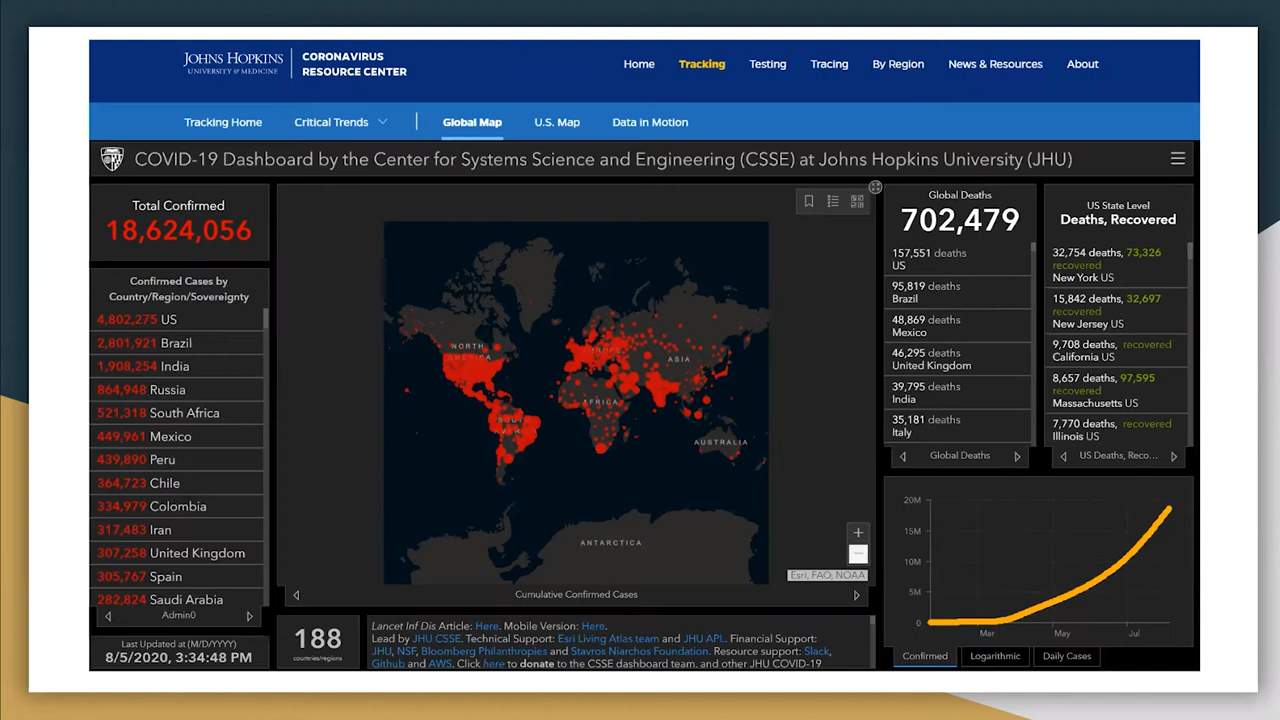 JOHNS HOPKINS
UNIVERSITY & MEDICINE
CORONAVIRUS
RESOURCE CENTER
Home Tracking Testing Tracing By Region News & Resources About
Tracking Home Critical Trends Global Map U.S. Map Data in Motion
COVID-19 Dashboard by the Center for Systems Science and Engineering (CSSE) at Johns Hopkins University (JHU)
Total Confirmed
18,624,056
Confirmed Cases by
Country/Region/Sovereignty
4,802,275 US
2,801,921 Brazil
1,908,254 India
864,948 Russia
521,318 South Africa
449,961 Mexico
439,890 Peru
364,723 Chile
334,979 Colombia
317,483 Iran
307,258 United Kingdom
305,767 Spain
282,824 Saudi Arabia
Admin0
Last Updated at (M/D/YYYY)
8/5/2020, 3:34:48 PM
NORTH
AMERICA
EUROPE
ASIA
AFRICA
SOUTH
AUSTRALIA
ANTARCTICA
+
−
Esri, FAO, NOAA
Cumulative Confirmed Cases
188
countries/regions
Lancet Inf Dis Article: Here. Mobile Version: Here.
Lead by JHU CSSE. Technical Support: Esri Living Atlas team and JHU APL. Financial Support:
JHU, NSF, Bloomberg Philanthropies and Stavros Niarchos Foundation. Resource support: Slack,
Github and AWS. Click here to donate to the CSSE dashboard team, and other JHU COVID-19
Global Deaths
702,479
157,551 deaths
US
95,819 deaths
Brazil
48,869 deaths
Mexico
46,295 deaths
United Kingdom
39,795 deaths
India
35,181 deaths
Italy
Global Deaths
US State Level
Deaths, Recovered
32,754 deaths, 73,326
recovered
New York US
15,842 deaths, 32,697
recovered
New Jersey US
9,708 deaths, recovered
California US
8,657 deaths, 97,595
recovered
Massachusetts US
7,770 deaths, recovered
Illinois US
US Deaths, Reco...
20M
15M
10M
5M
0
Mar May Jul
Confirmed Logarithmic Daily Cases